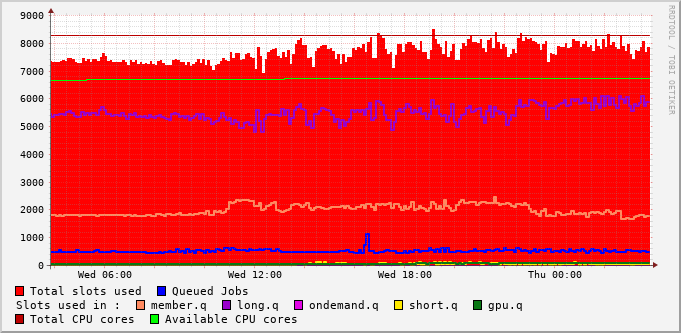 9000
8000
7000
6000
5000
4000
3000
2000
1000
0
Wed 06:00 Wed 12:00 Wed 18:00 Thu 00:00
Total slots used Queued Jobs
Slots used in : member.q long.q ondemand.q short.q gpu.q
Total CPU cores Available CPU cores
RRDTOOL / TOBI OETIKER